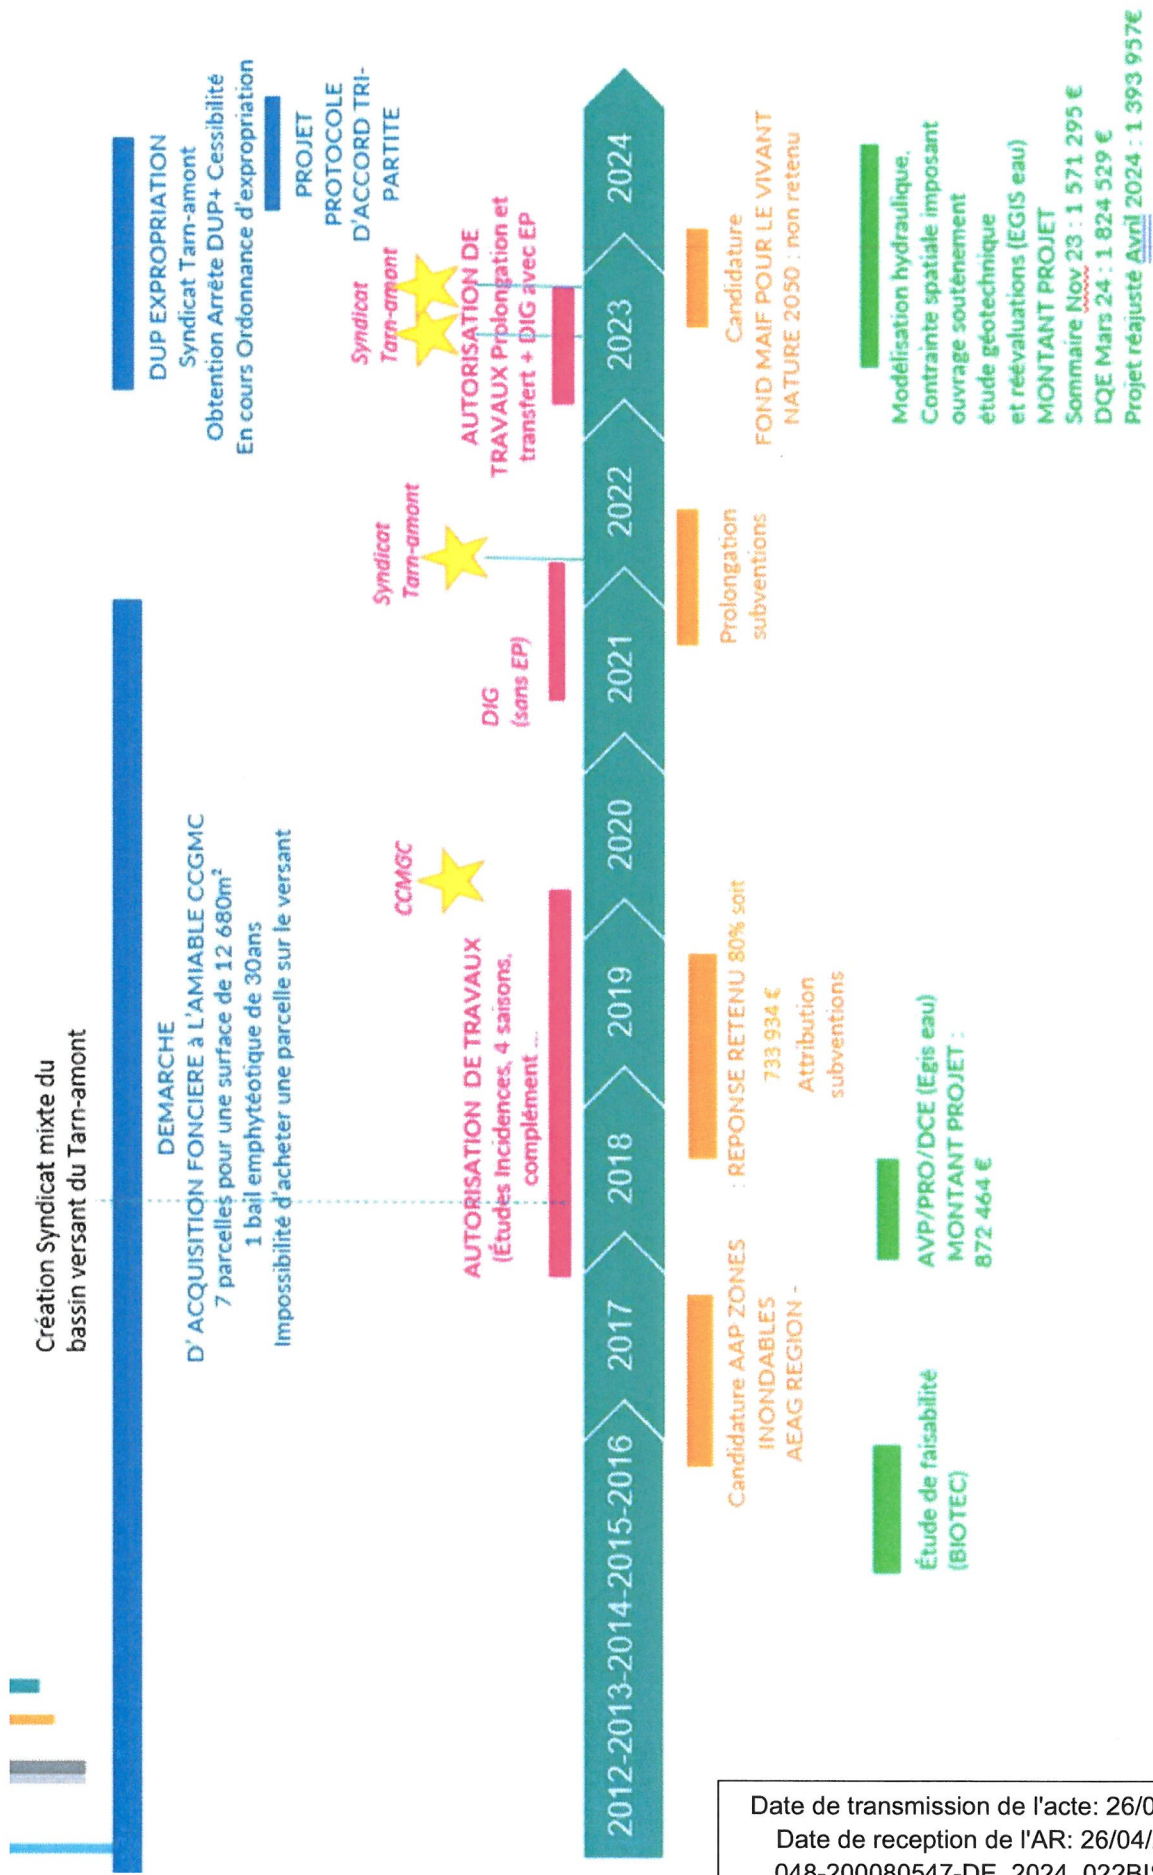 Création Syndicat mixte du
bassin versant du Tarn-amont
DEMARCHE
D' ACQUISITION FONCIERE à L'AMIABLE CCGMC
7 parcelles pour une surface de 12 680m²
1 bail emphytéotique de 30ans
Impossibilité d'acheter une parcelle sur le versant
DUP EXPROPRIATION
Syndicat Tarn-amont
Obtention Arrête DUP+ Cessibilité
En cours Ordonnance d'expropriation
PROJET
PROTOCOLE
D'ACCORD TRI-
PARTITE
CCMGC
AUTORISATION DE TRAVAUX
(Études Incidences, 4 saisons,
complément ...
DIG
(sans EP)
Syndicat
Tarn-amont
Syndicat
Tarn-amont
AUTORISATION DE
TRAVAUX Prolongation et
transfert + DIG avec EP
2012-2013-2014-2015-2016
2017
2018
2019
2020
2021
2022
2023
2024
Candidature AAP ZONES
INONDABLES
AEAG REGION -
: REPONSE RETENU 80% soit
733 934 €
Attribution
subventions
Prolongation
subventions
Candidature
FOND MAIF POUR LE VIVANT
NATURE 2050 : non retenu
Étude de faisabilité
(BIOTEC)
AVP/PRO/DCE (Egis eau)
MONTANT PROJET :
872 464 €
Modélisation hydraulique,
Contrainte spatiale imposant
ouvrage soutènement
étude géotechnique
et réévaluations (EGIS eau)
MONTANT PROJET
Sommaire Nov 23 : 1 571 295 €
DQE Mars 24 : 1 824 529 €
Projet réajusté Avril 2024 : 1 393 957€
Date de transmission de l'acte: 26/0
Date de reception de l'AR: 26/04/
048-200080547-DE_2024_022BIS